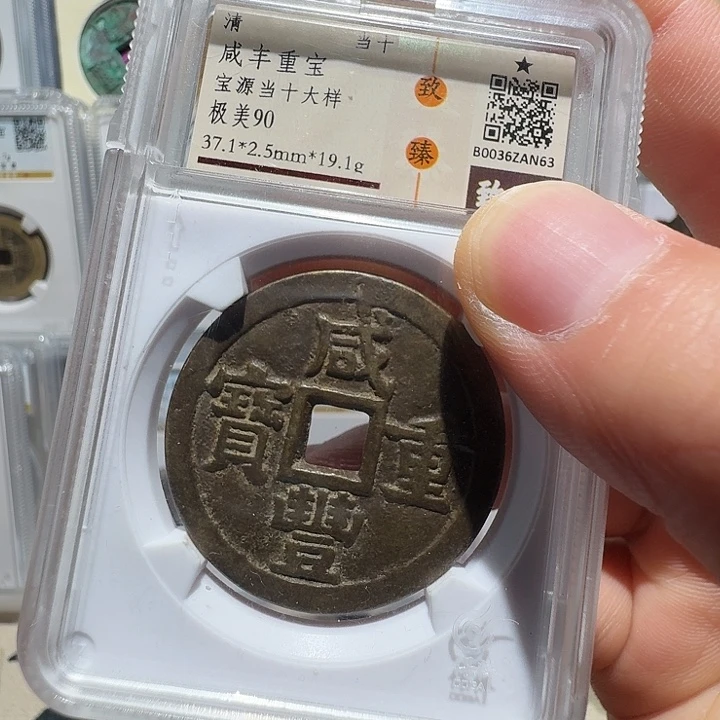 清 当十
咸丰重宝
宝源当十大样
极美90
37.1*2.5mm*19.1g
致
臻
B0036ZAN63
咸
豐
重
寶